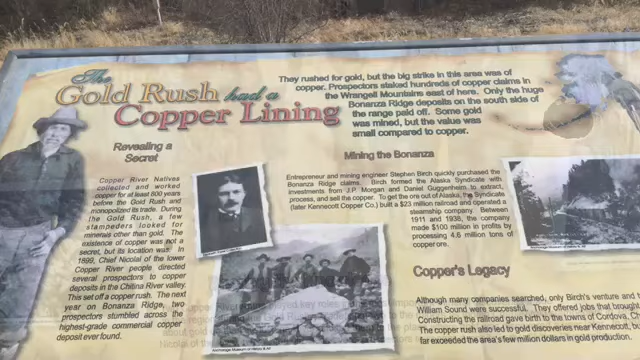 The
Gold Rush had a
Copper Lining
They rushed for gold, but the big strike in this area was of
copper. Prospectors staked hundreds of copper claims in
the Wrangell Mountains east of here. Only the huge
Bonanza Ridge deposits on the south side of
the range paid off. Some gold
was mined, but the value was
small compared to copper.
Revealing a
Secret
Copper River Natives
collected and worked
copper for at least 800 years
before the Gold Rush and
monopolized its trade. During
the Gold Rush, a few
stampeders looked for
minerals other than gold. The
existence of copper was not a
secret, but its location was. In
1899, Chief Nicolai of the lower
Copper River people directed
several prospectors to copper
deposits in the Chitina River valley.
This set off a copper rush. The next
year on Bonanza Ridge, two
prospectors stumbled across the
highest-grade commercial copper
deposit ever found.
Mining the Bonanza
Entrepreneur and mining engineer Stephen Birch quickly purchased the
Bonanza Ridge claims. Birch formed the Alaska Syndicate with
investments from J.P. Morgan and Daniel Guggenheim to extract,
process, and sell the copper. To get the ore out of Alaska, the Syndicate
(later Kennecott Copper Co.) built a $23 million railroad and operated a
steamship company. Between
1911 and 1938, the company
made $100 million in profits by
processing 4.6 million tons of
copper ore.
Copper's Legacy
Although many companies searched, only Birch's venture and
William Sound were successful. They offered jobs that brought
Constructing the railroad gave birth to the towns of Cordova,
The copper rush also led to gold discoveries near Kennecott,
far exceeded the area's few million dollars in gold production.
Anchorage Museum of History & Art